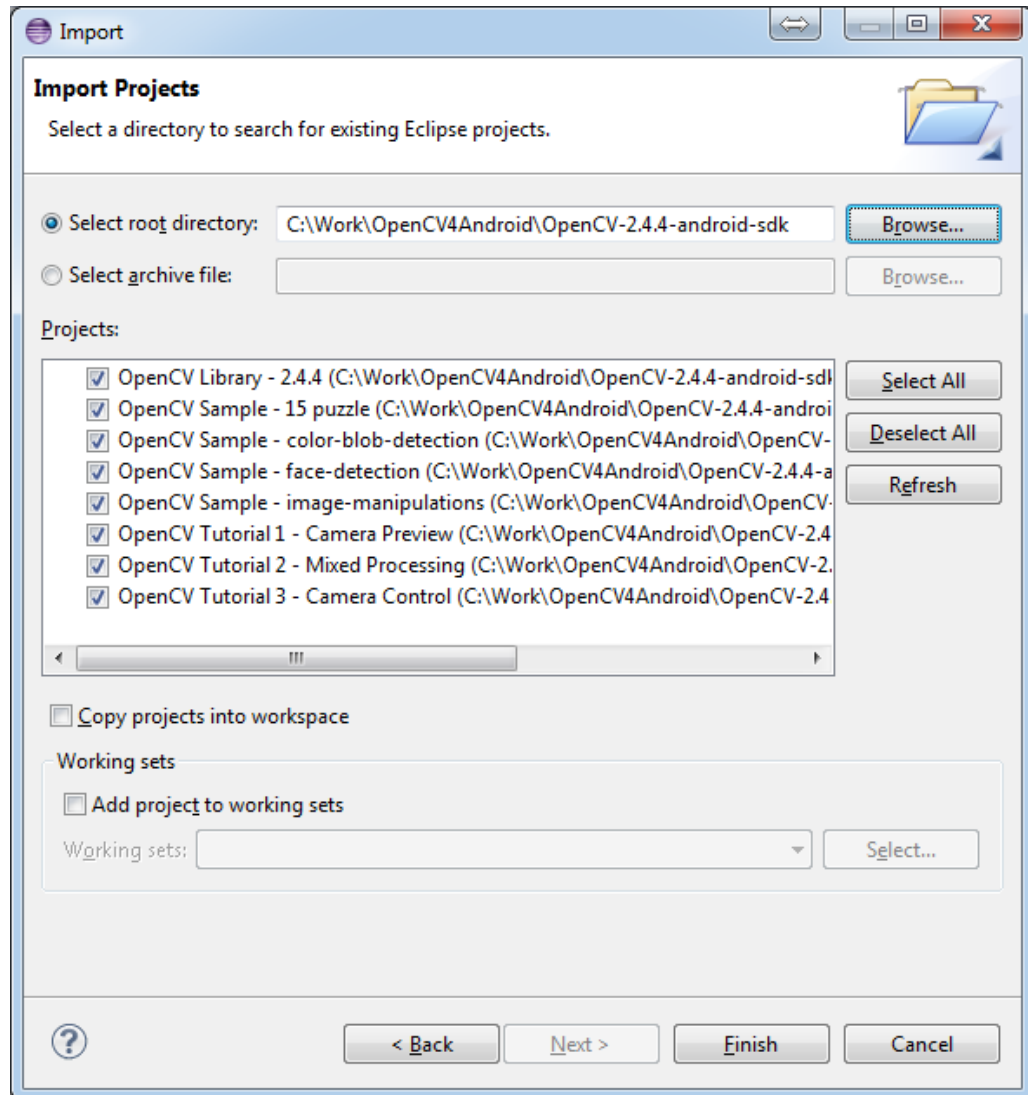 Import
Import Projects
Select a directory to search for existing Eclipse projects.
Select root directory: C:\Work\OpenCV4Android\OpenCV-2.4.4-android-sdk Browse...
Select archive file: Browse...
Projects:
OpenCV Library - 2.4.4 (C:\Work\OpenCV4Android\OpenCV-2.4.4-android-sdk
OpenCV Sample - 15 puzzle (C:\Work\OpenCV4Android\OpenCV-2.4.4-androi
OpenCV Sample - color-blob-detection (C:\Work\OpenCV4Android\OpenCV-
OpenCV Sample - face-detection (C:\Work\OpenCV4Android\OpenCV-2.4.4-a
OpenCV Sample - image-manipulations (C:\Work\OpenCV4Android\OpenCV-
OpenCV Tutorial 1 - Camera Preview (C:\Work\OpenCV4Android\OpenCV-2.4
OpenCV Tutorial 2 - Mixed Processing (C:\Work\OpenCV4Android\OpenCV-2.
OpenCV Tutorial 3 - Camera Control (C:\Work\OpenCV4Android\OpenCV-2.4
Select All
Deselect All
Refresh
Copy projects into workspace
Working sets
Add project to working sets
Working sets: Select...
< Back Next > Finish Cancel